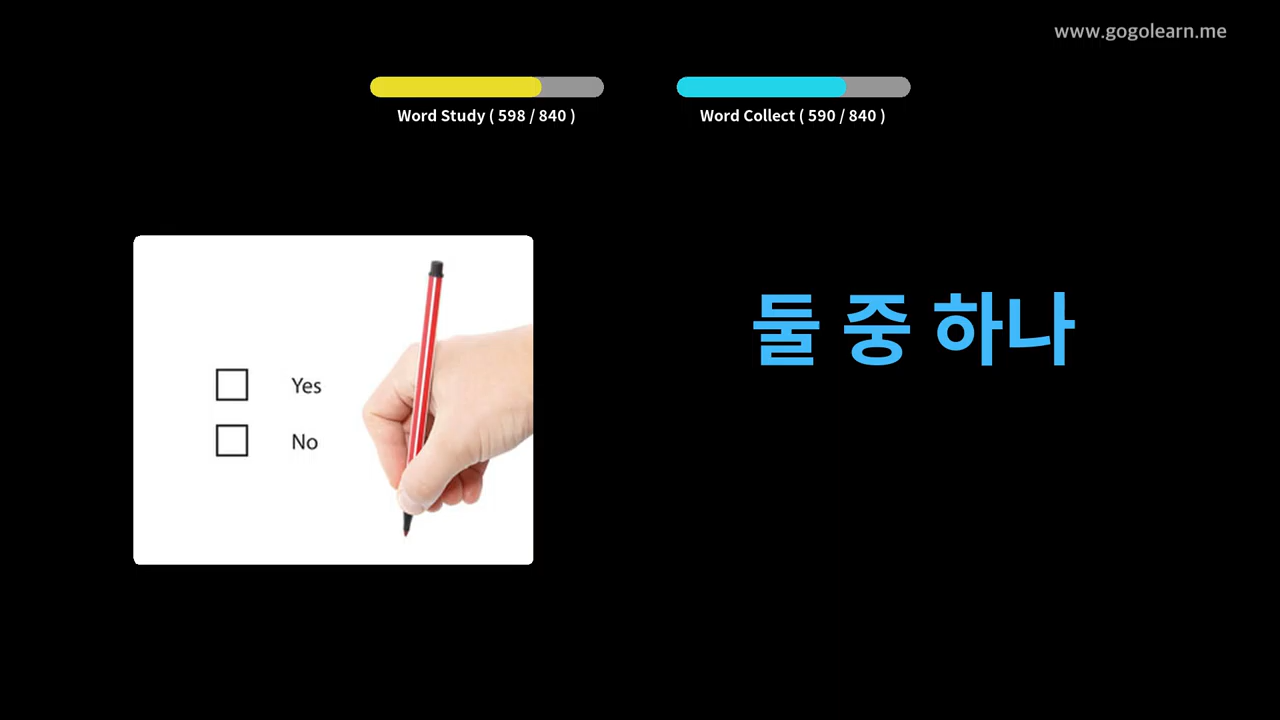 www.gogolearn.me
Word Study ( 598 / 840 )
Word Collect ( 590 / 840 )
둘 중 하나
Yes
No